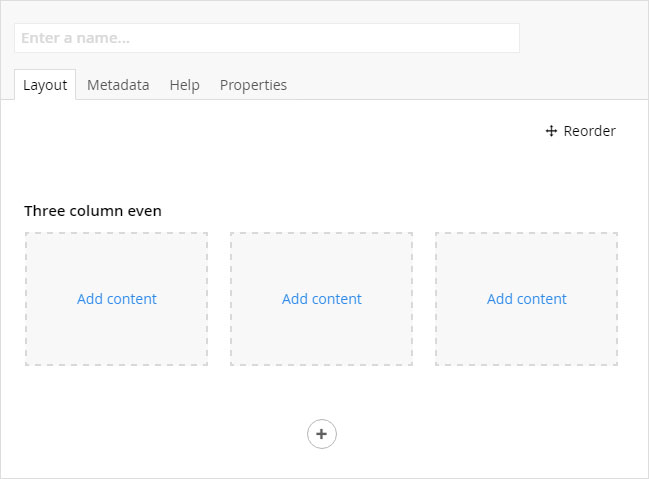 Enter a name...
Layout Metadata Help Properties
Reorder
Three column even
Add content Add content Add content